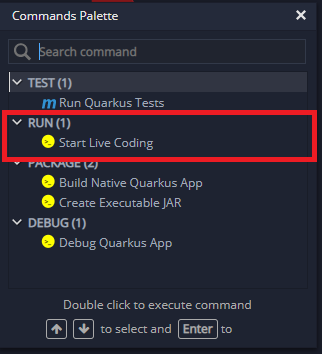 Commands Palette
Search command
TEST (1)
m Run Quarkus Tests
RUN (1)
>_ Start Live Coding
PACKAGE (2)
>_ Build Native Quarkus App
>_ Create Executable JAR
DEBUG (1)
>_ Debug Quarkus App
Double click to execute command
↑ ↓ to select and Enter to